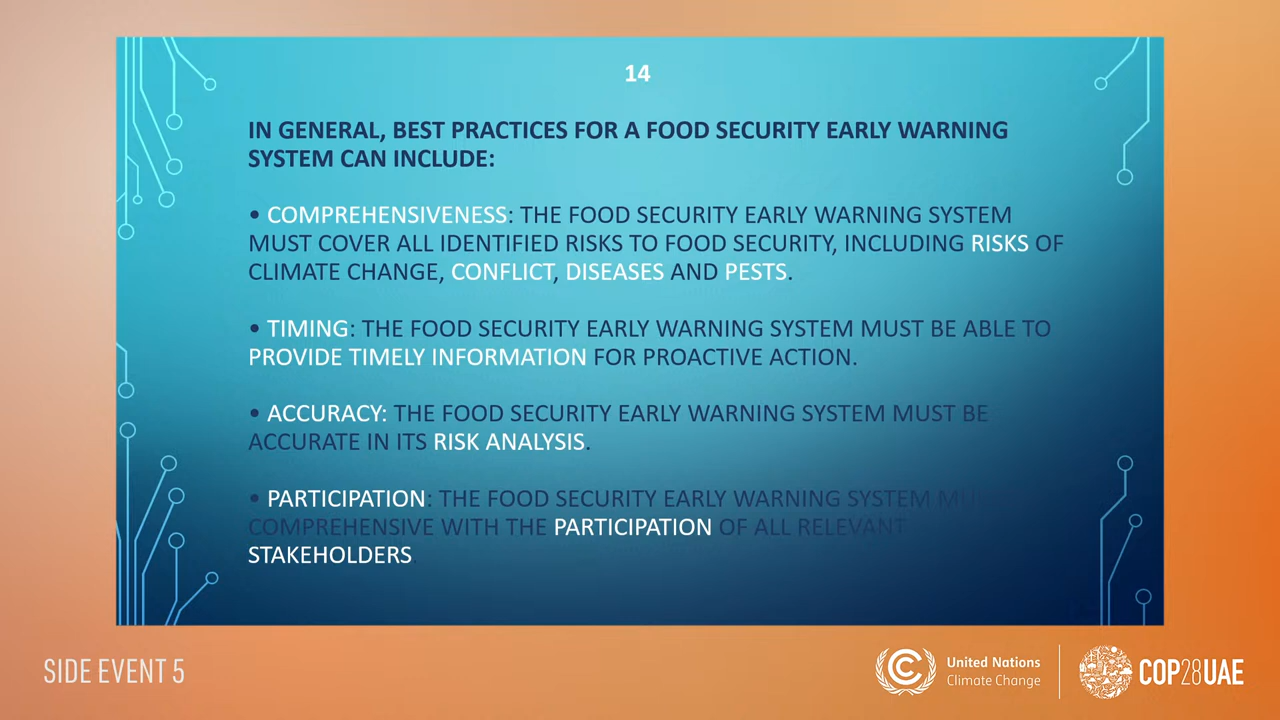 14
IN GENERAL, BEST PRACTICES FOR A FOOD SECURITY EARLY WARNING
SYSTEM CAN INCLUDE:
• COMPREHENSIVENESS: THE FOOD SECURITY EARLY WARNING SYSTEM
MUST COVER ALL IDENTIFIED RISKS TO FOOD SECURITY, INCLUDING RISKS OF
CLIMATE CHANGE, CONFLICT, DISEASES AND PESTS.
• TIMING: THE FOOD SECURITY EARLY WARNING SYSTEM MUST BE ABLE TO
PROVIDE TIMELY INFORMATION FOR PROACTIVE ACTION.
• ACCURACY: THE FOOD SECURITY EARLY WARNING SYSTEM MUST BE
ACCURATE IN ITS RISK ANALYSIS.
• PARTICIPATION: THE FOOD SECURITY EARLY WARNING SYSTEM
COMPREHENSIVE WITH THE PARTICIPATION OF ALL RELEVANT
STAKEHOLDERS
SIDE EVENT 5
United Nations
Climate Change
COP28UAE